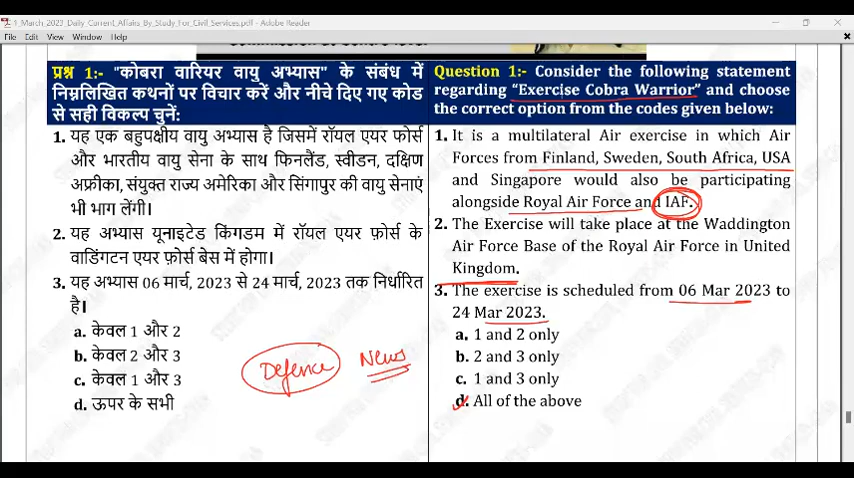 1_March_2023_Daily_Current_Affairs_By_Study_For_Civil_Services.pdf - Adobe Reader
File Edit View Window Help
प्रश्न 1:- "कोबरा वारियर वायु अभ्यास" के संबंध में
निम्नलिखित कथनों पर विचार करें और नीचे दिए गए कोड
से सही विकल्प चुनें:
1. यह एक बहुपक्षीय वायु अभ्यास है जिसमें रॉयल एयर फोर्स
और भारतीय वायु सेना के साथ फिनलैंड, स्वीडन, दक्षिण
अफ्रीका, संयुक्त राज्य अमेरिका और सिंगापुर की वायु सेनाएं
भी भाग लेंगी।
2. यह अभ्यास यूनाइटेड किंगडम में रॉयल एयर फ़ोर्स के
वाडिंगटन एयर फ़ोर्स बेस में होगा।
3. यह अभ्यास 06 मार्च, 2023 से 24 मार्च, 2023 तक निर्धारित
है।
a. केवल 1 और 2
b. केवल 2 और 3
c. केवल 1 और 3
d. ऊपर के सभी
Defence News
Question 1:- Consider the following statement
regarding "Exercise Cobra Warrior" and choose
the correct option from the codes given below:
1. It is a multilateral Air exercise in which Air
Forces from Finland, Sweden, South Africa, USA
and Singapore would also be participating
alongside Royal Air Force and IAF.
2. The Exercise will take place at the Waddington
Air Force Base of the Royal Air Force in United
Kingdom.
3. The exercise is scheduled from 06 Mar 2023 to
24 Mar 2023.
a. 1 and 2 only
b. 2 and 3 only
c. 1 and 3 only
d. All of the above